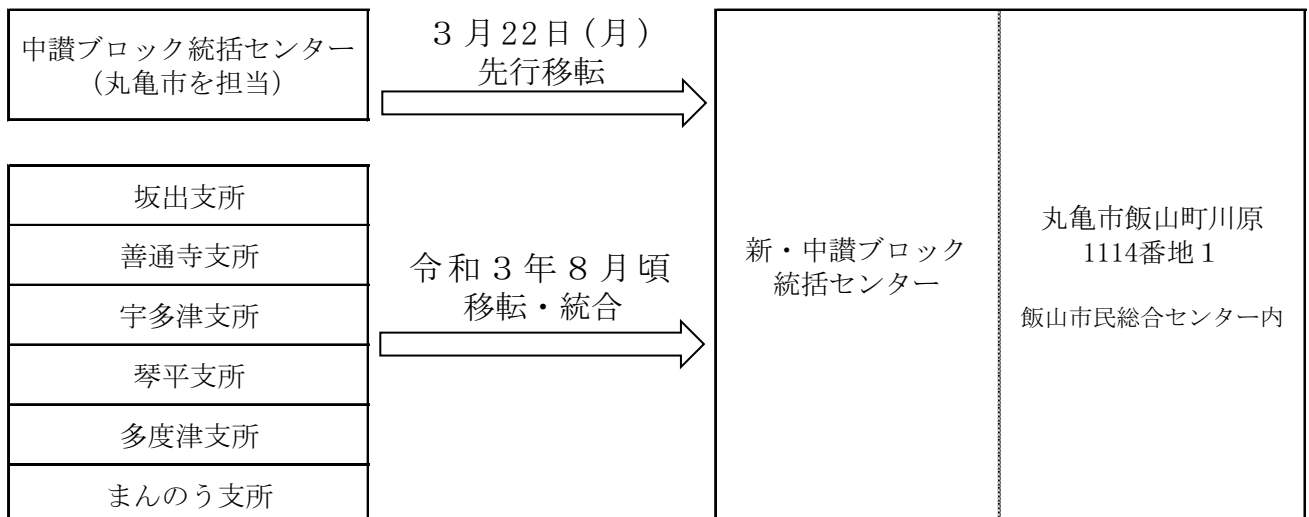 中讃ブロック統括センター
(丸亀市を担当)
３月22日(月)
先行移転
坂出支所
善通寺支所
宇多津支所
琴平支所
多度津支所
まんのう支所
令和３年８月頃
移転・統合
新・中讃ブロック
統括センター
丸亀市飯山町川原
1114番地１
飯山市民総合センター内